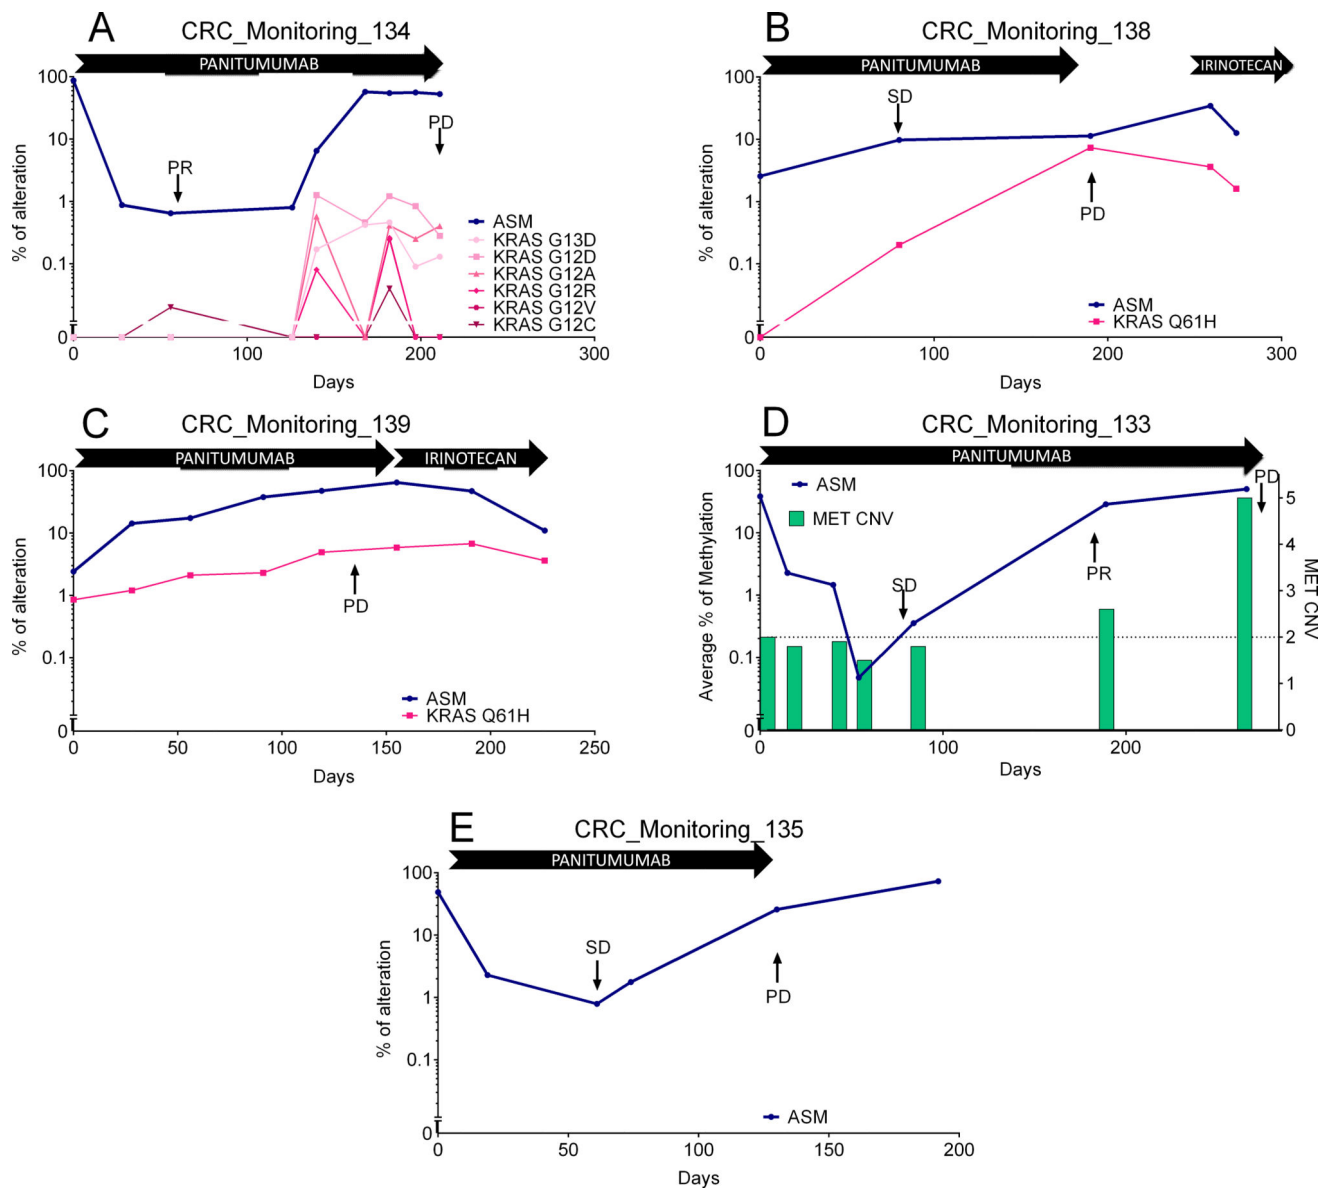 A
CRC_Monitoring_134
PANITUMUMAB
100
10
1
0.1
0
% of alteration
PR
PD
ASM
KRAS G13D
KRAS G12D
KRAS G12A
KRAS G12R
KRAS G12V
KRAS G12C
0
100
200
300
Days
B
CRC_Monitoring_138
PANITUMUMAB
IRINOTECAN
100
10
1
0.1
0
% of alteration
SD
PD
ASM
KRAS Q61H
0
100
200
300
Days
C
CRC_Monitoring_139
PANITUMUMAB
IRINOTECAN
100
10
1
0.1
0
% of alteration
PD
ASM
KRAS Q61H
0
50
100
150
200
250
Days
D
CRC_Monitoring_133
PANITUMUMAB
100
10
1
0.1
0
Average % of Methylation
ASM
MET CNV
SD
PR
PD
5
4
3
2
1
0
MET CNV
0
100
200
Days
E
CRC_Monitoring_135
PANITUMUMAB
100
10
1
0.1
0
% of alteration
SD
PD
ASM
0
50
100
150
200
Days